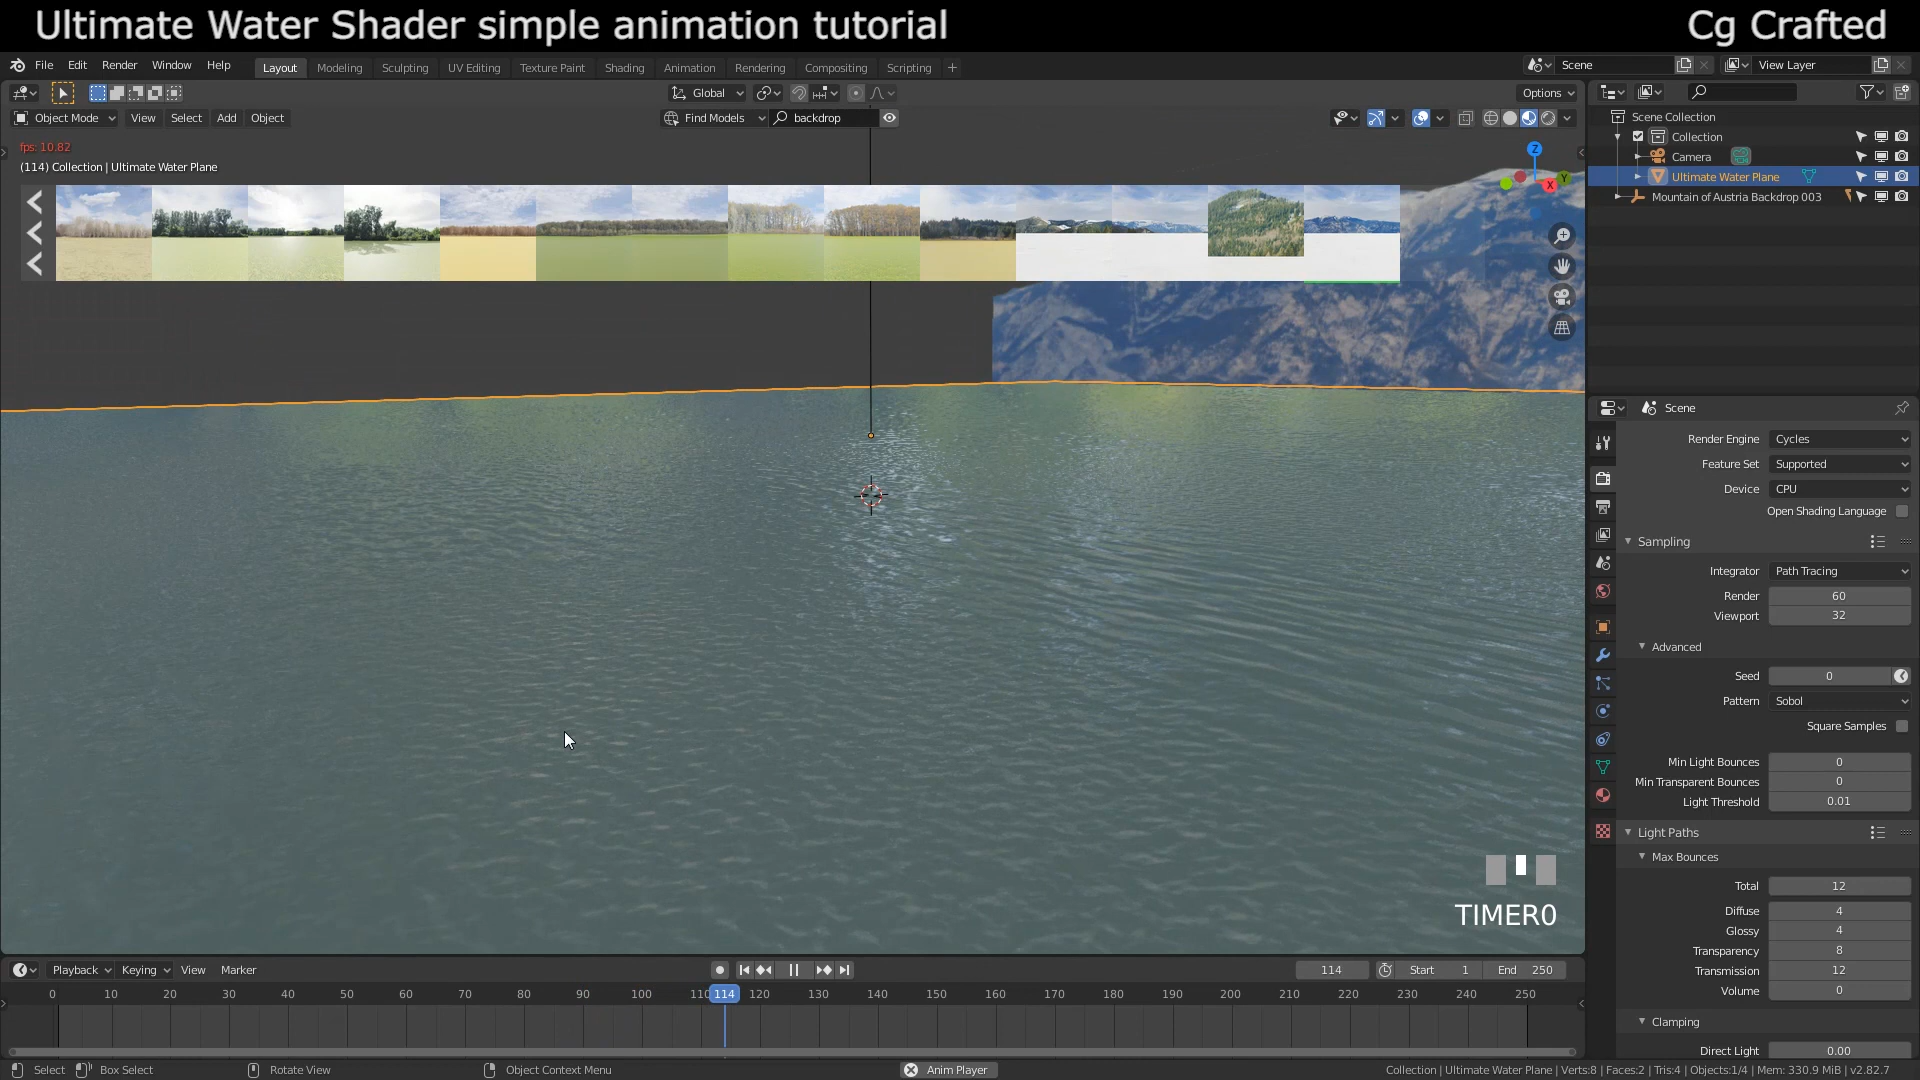 Ultimate Water Shader simple animation tutorial
Cg Crafted
File Edit Render Window Help Layout Modeling Sculpting UV Editing Texture Paint Shading Animation Rendering Compositing Scripting + Scene View Layer
Global Options
Object Mode View Select Add Object Find Models backdrop
fps: 10.82
(114) Collection | Ultimate Water Plane
Z
X
Y
TIMER0
Scene Collection
Collection
Camera
Ultimate Water Plane
Mountain of Austria Backdrop 003
Scene
Render Engine Cycles
Feature Set Supported
Device CPU
Open Shading Language
Sampling
Integrator Path Tracing
Render 60
Viewport 32
Advanced
Seed 0
Pattern Sobol
Square Samples
Min Light Bounces 0
Min Transparent Bounces 0
Light Threshold 0.01
Light Paths
Max Bounces
Total 12
Diffuse 4
Glossy 4
Transparency 8
Transmission 12
Volume 0
Clamping
Direct Light 0.00
Playback Keying View Marker 114 Start 1 End 250
0 10 20 30 40 50 60 70 80 90 100 110 114 120 130 140 150 160 170 180 190 200 210 220 230 240 250
Select Box Select Rotate View Object Context Menu Anim Player Collection | Ultimate Water Plane | Verts:8 | Faces:2 | Tris:4 | Objects:1/4 | Mem: 330.9 MiB | v2.82.7